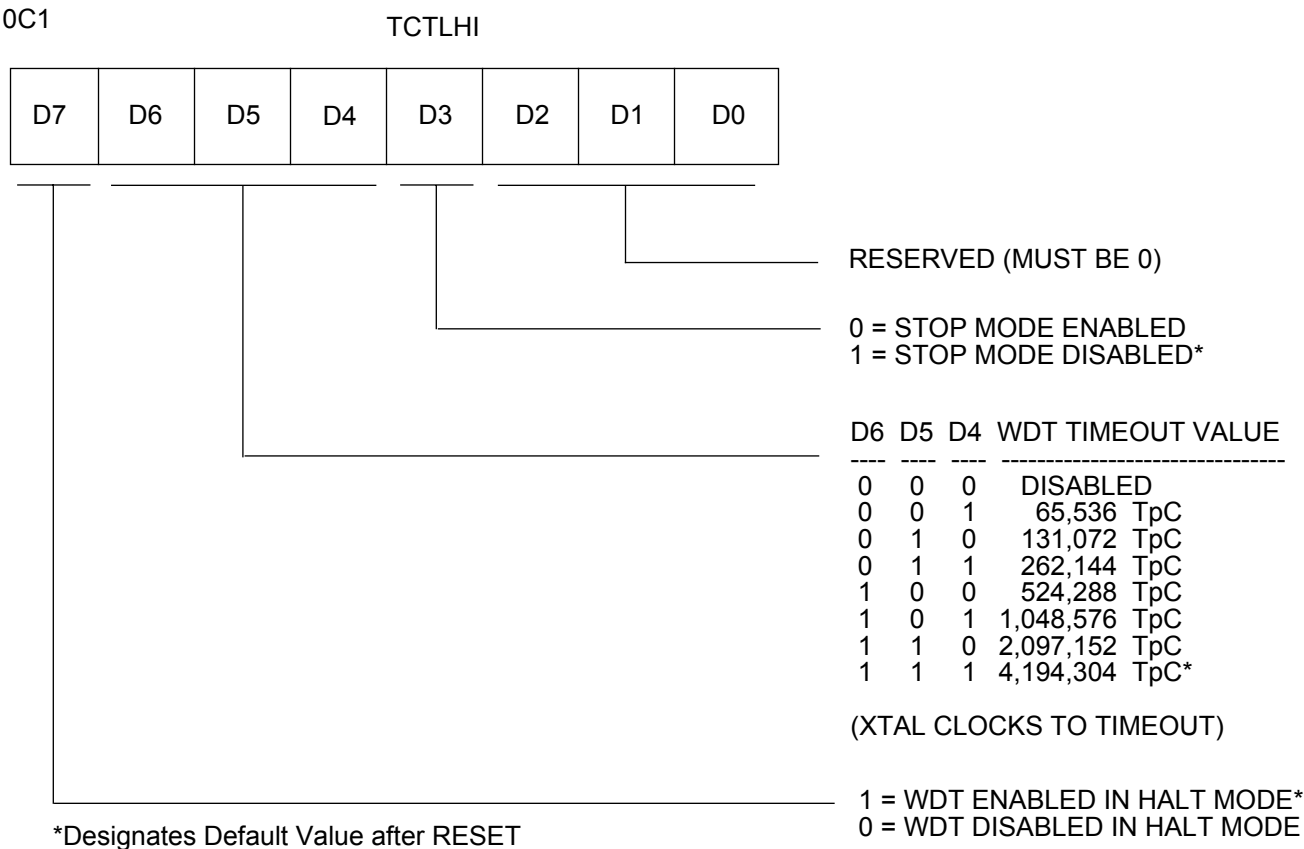 0C1
TCTLHI
D7 D6 D5 D4 D3 D2 D1 D0
RESERVED (MUST BE 0)
0 = STOP MODE ENABLED
1 = STOP MODE DISABLED*
D6 D5 D4 WDT TIMEOUT VALUE
---- ---- ---- --------------------------------
0 0 0 DISABLED
0 0 1 65,536 TpC
0 1 0 131,072 TpC
0 1 1 262,144 TpC
1 0 0 524,288 TpC
1 0 1 1,048,576 TpC
1 1 0 2,097,152 TpC
1 1 1 4,194,304 TpC*
(XTAL CLOCKS TO TIMEOUT)
1 = WDT ENABLED IN HALT MODE*
0 = WDT DISABLED IN HALT MODE
*Designates Default Value after RESET